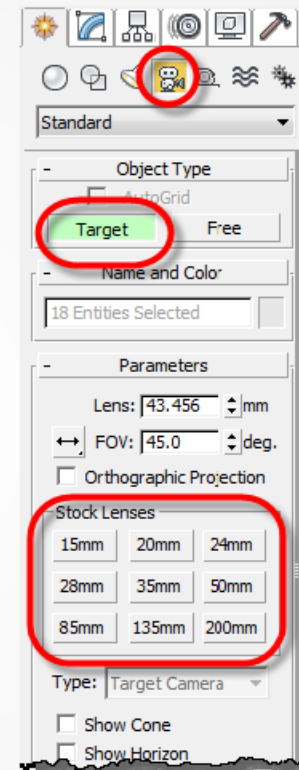 Standard
- Object Type
AutoGrid
Target Free
- Name and Color
18 Entities Selected
- Parameters
Lens: 43.456 mm
FOV: 45.0 deg.
Orthographic Projection
Stock Lenses
15mm 20mm 24mm
28mm 35mm 50mm
85mm 135mm 200mm
Type: Target Camera
Show Cone
Show Horizon